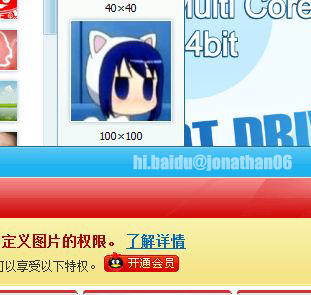 40×40
Multi Core
4bit
100×100
hi.baidu@jonathan06
定义图片的权限。 了解详情
可以享受以下特权。 开通会员